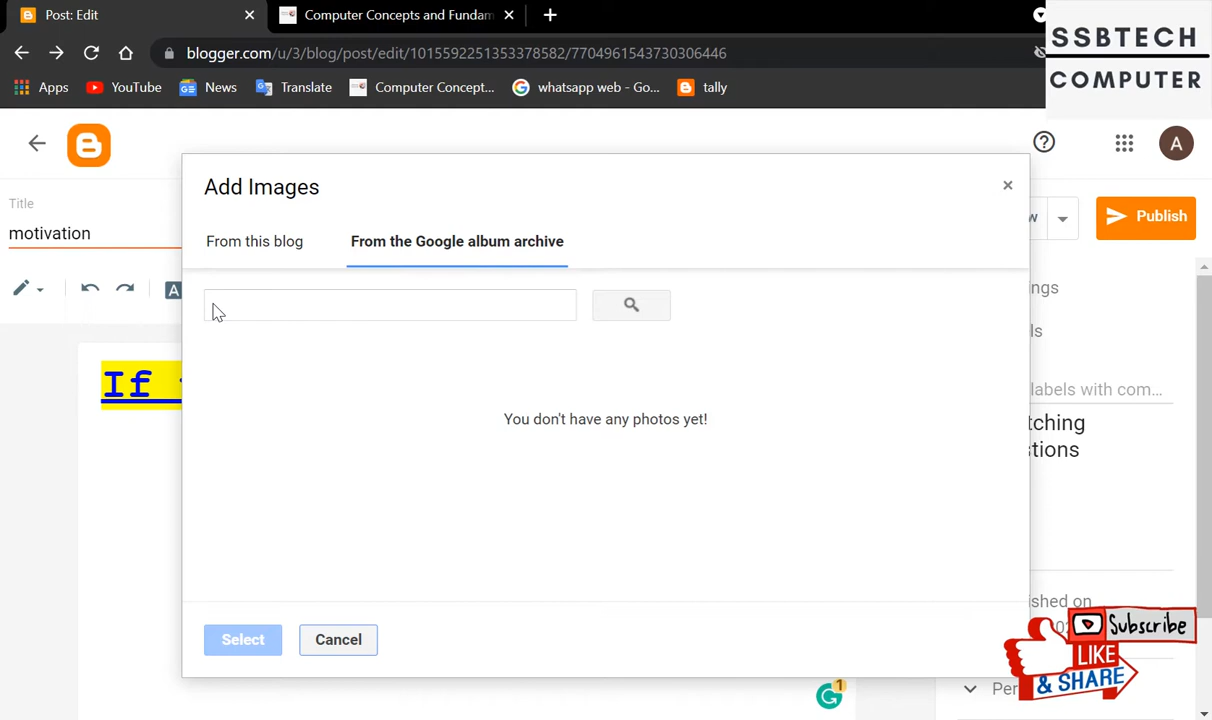 Post: Edit
Computer Concepts and Fundam
blogger.com/u/3/blog/post/edit/1015592251353378582/7704961543730306446
SSBTECH
COMPUTER
Apps
YouTube
News
Translate
Computer Concept...
whatsapp web - Go...
tally
A
Title
motivation
Publish
Add Images
From this blog
From the Google album archive
A
ngs
ls
If
You don't have any photos yet!
labels with com...
tching
stions
Select
Cancel
shed on
Subscribe
LIKE
& SHARE
Per
1